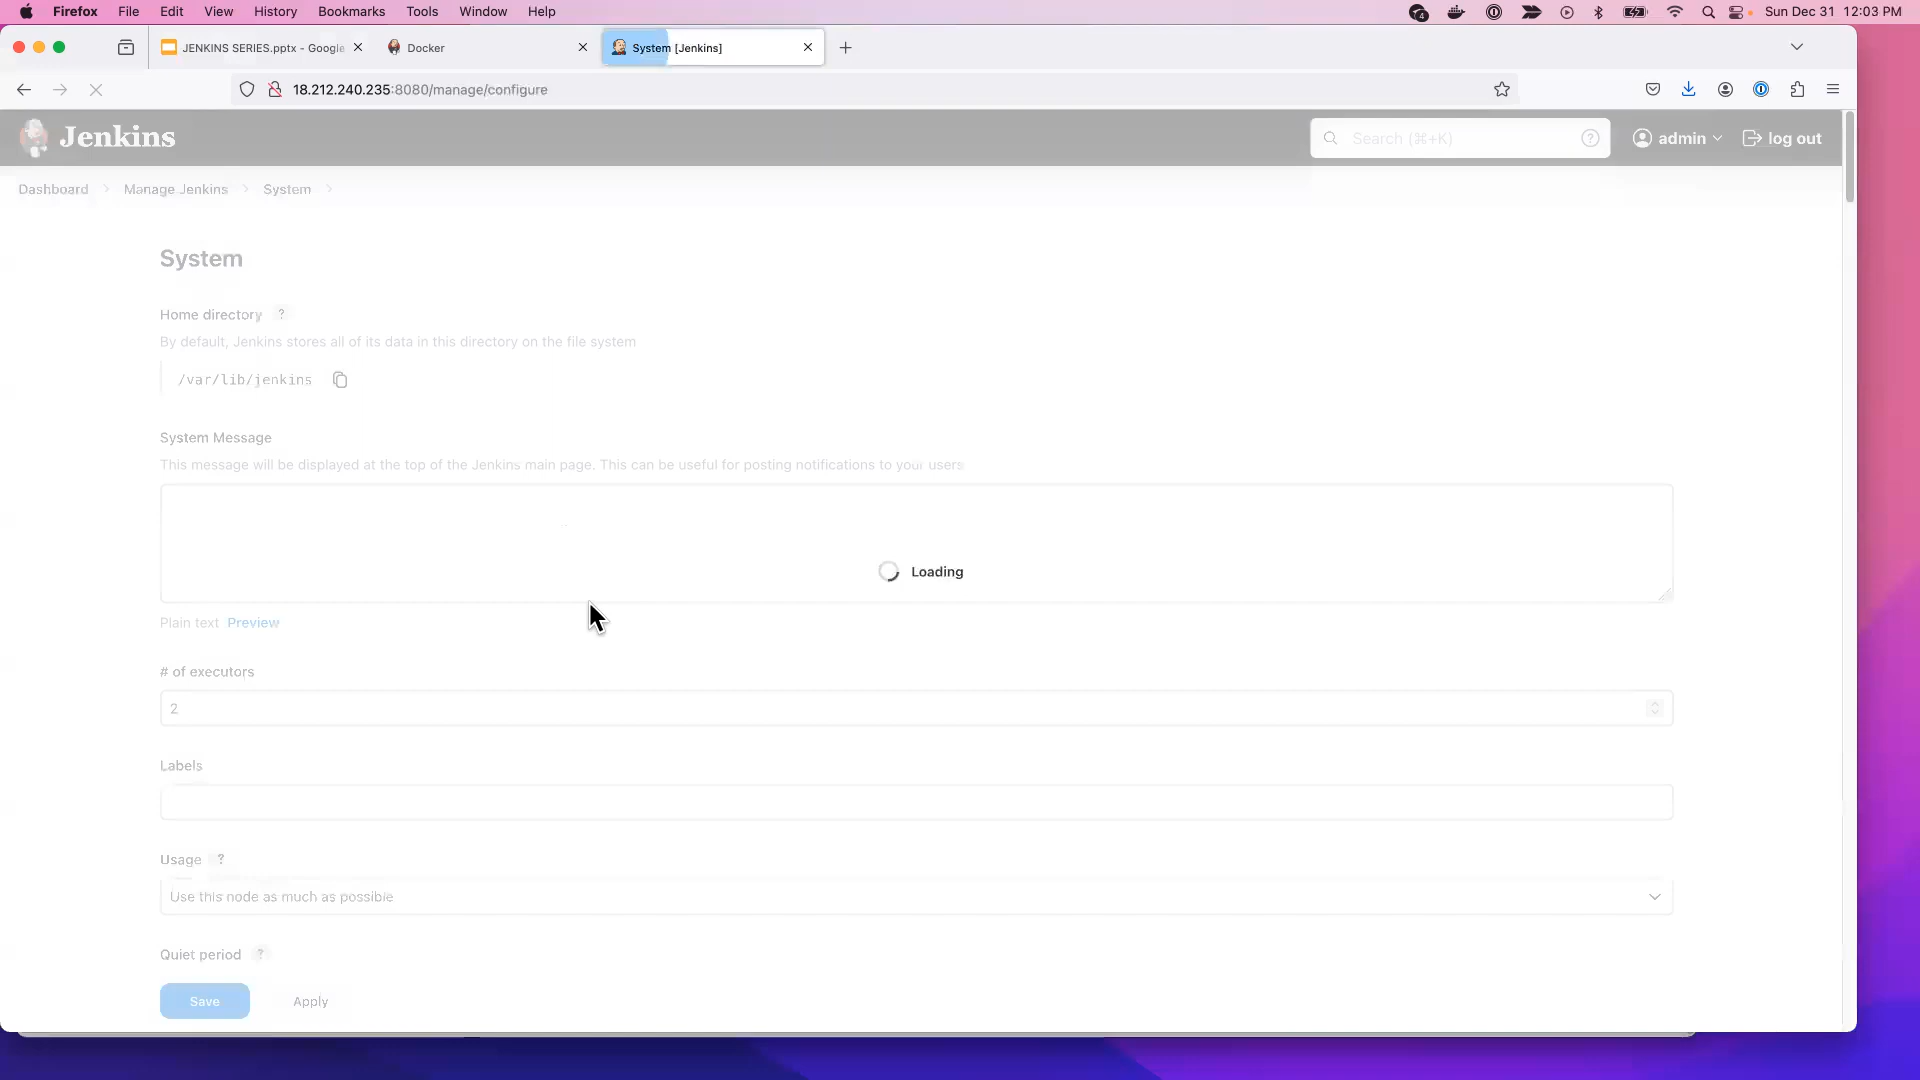 Firefox File Edit View History Bookmarks Tools Window Help
4
Sun Dec 31 12:03 PM
JENKINS SERIES.pptx - Google
Docker
System [Jenkins]
18.212.240.235:8080/manage/configure
Jenkins
Search (⌘+K)
?
admin
log out
Dashboard
Manage Jenkins
System
System
Home directory ?
By default, Jenkins stores all of its data in this directory on the file system
/var/lib/jenkins
System Message
This message will be displayed at the top of the Jenkins main page. This can be useful for posting notifications to your users
Loading
Plain text Preview
# of executors
2
Labels
Usage ?
Use this node as much as possible
Quiet period ?
Save
Apply